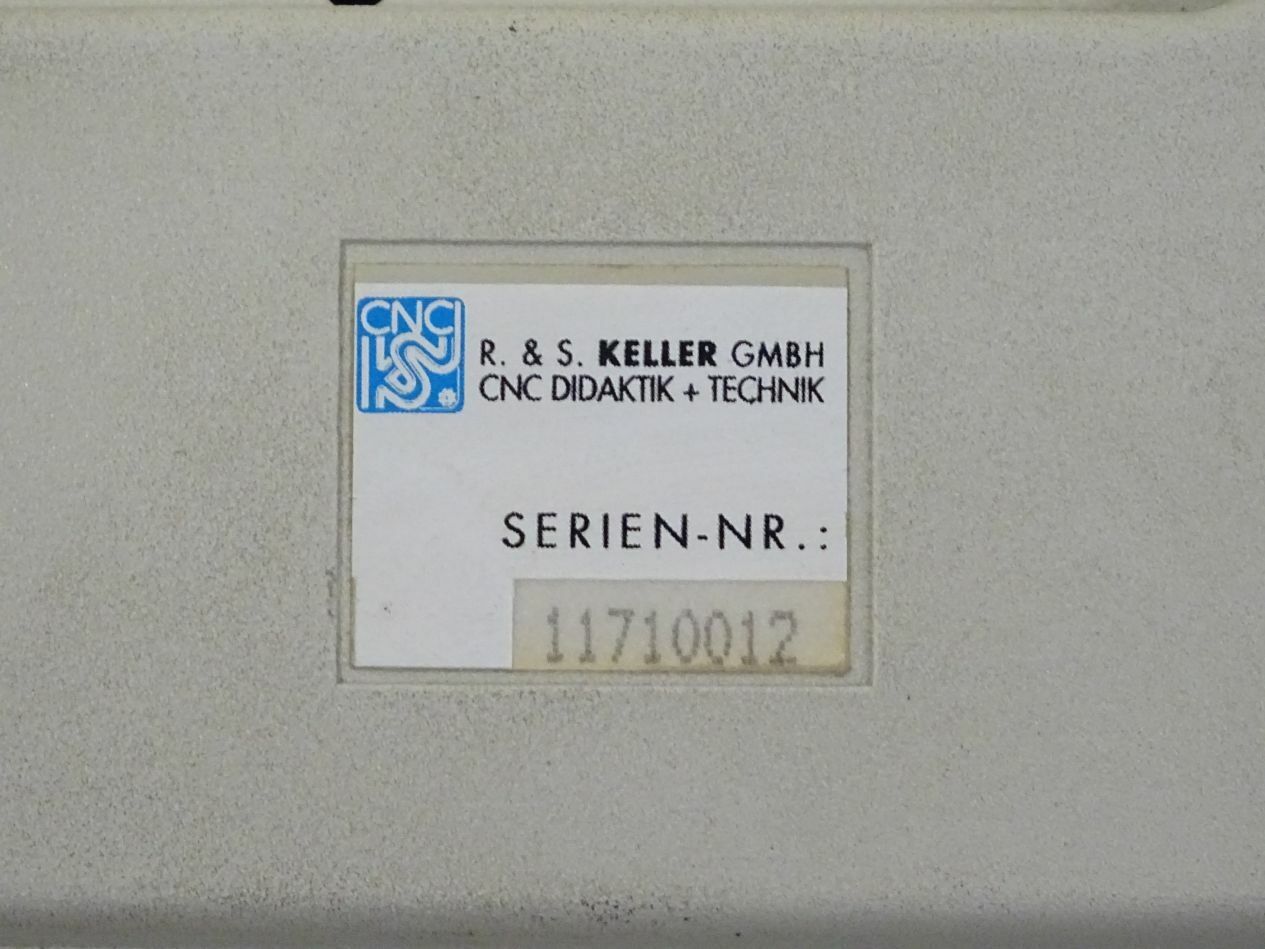 CNC
R. & S. KELLER GMBH
CNC DIDAKTIK + TECHNIK
SERIEN-NR.:
11710012